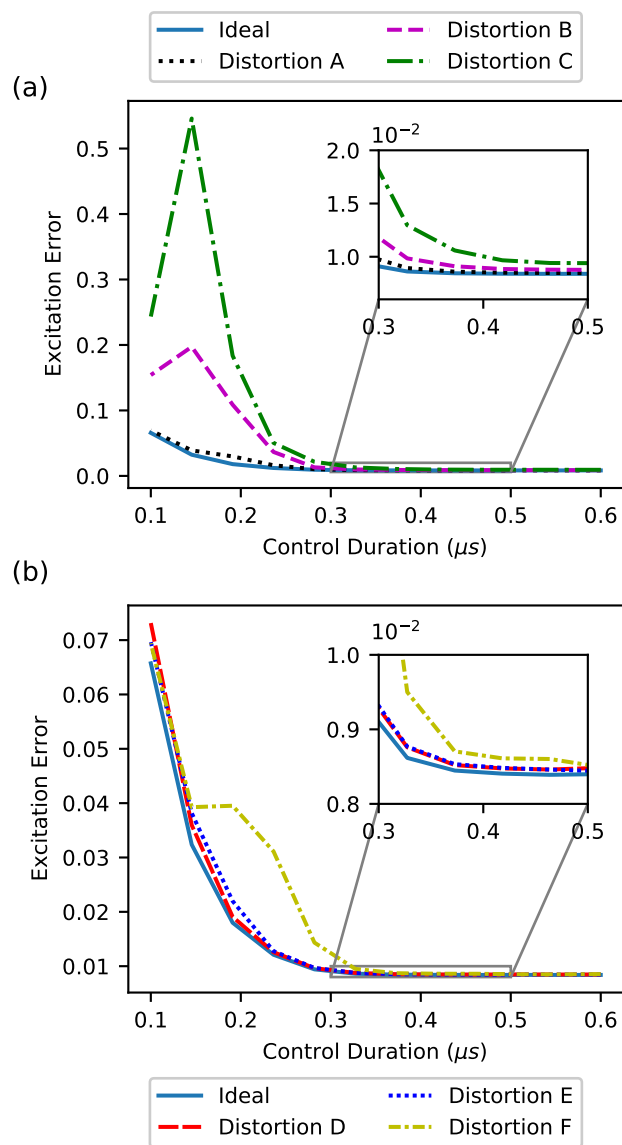 Ideal
Distortion A
Distortion B
Distortion C
(a)
Excitation Error
0.5
0.4
0.3
0.2
0.1
0.0
10⁻²
2.0
1.5
1.0
0.3 0.4 0.5
0.1 0.2 0.3 0.4 0.5 0.6
Control Duration (μs)
(b)
Excitation Error
0.07
0.06
0.05
0.04
0.03
0.02
0.01
10⁻²
1.0
0.9
0.8
0.3 0.4 0.5
0.1 0.2 0.3 0.4 0.5 0.6
Control Duration (μs)
Ideal
Distortion D
Distortion E
Distortion F